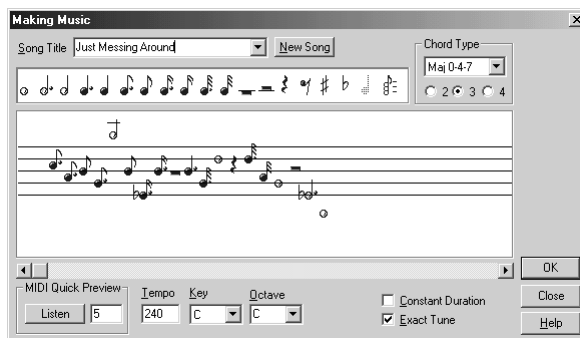 Making Music
Song Title Just Messing Around New Song
Chord Type
Maj 0-4-7
2 3 4
MIDI Quick Preview
Listen 5
Tempo
240
Key
C
Octave
C
Constant Duration
Exact Tune
OK
Close
Help